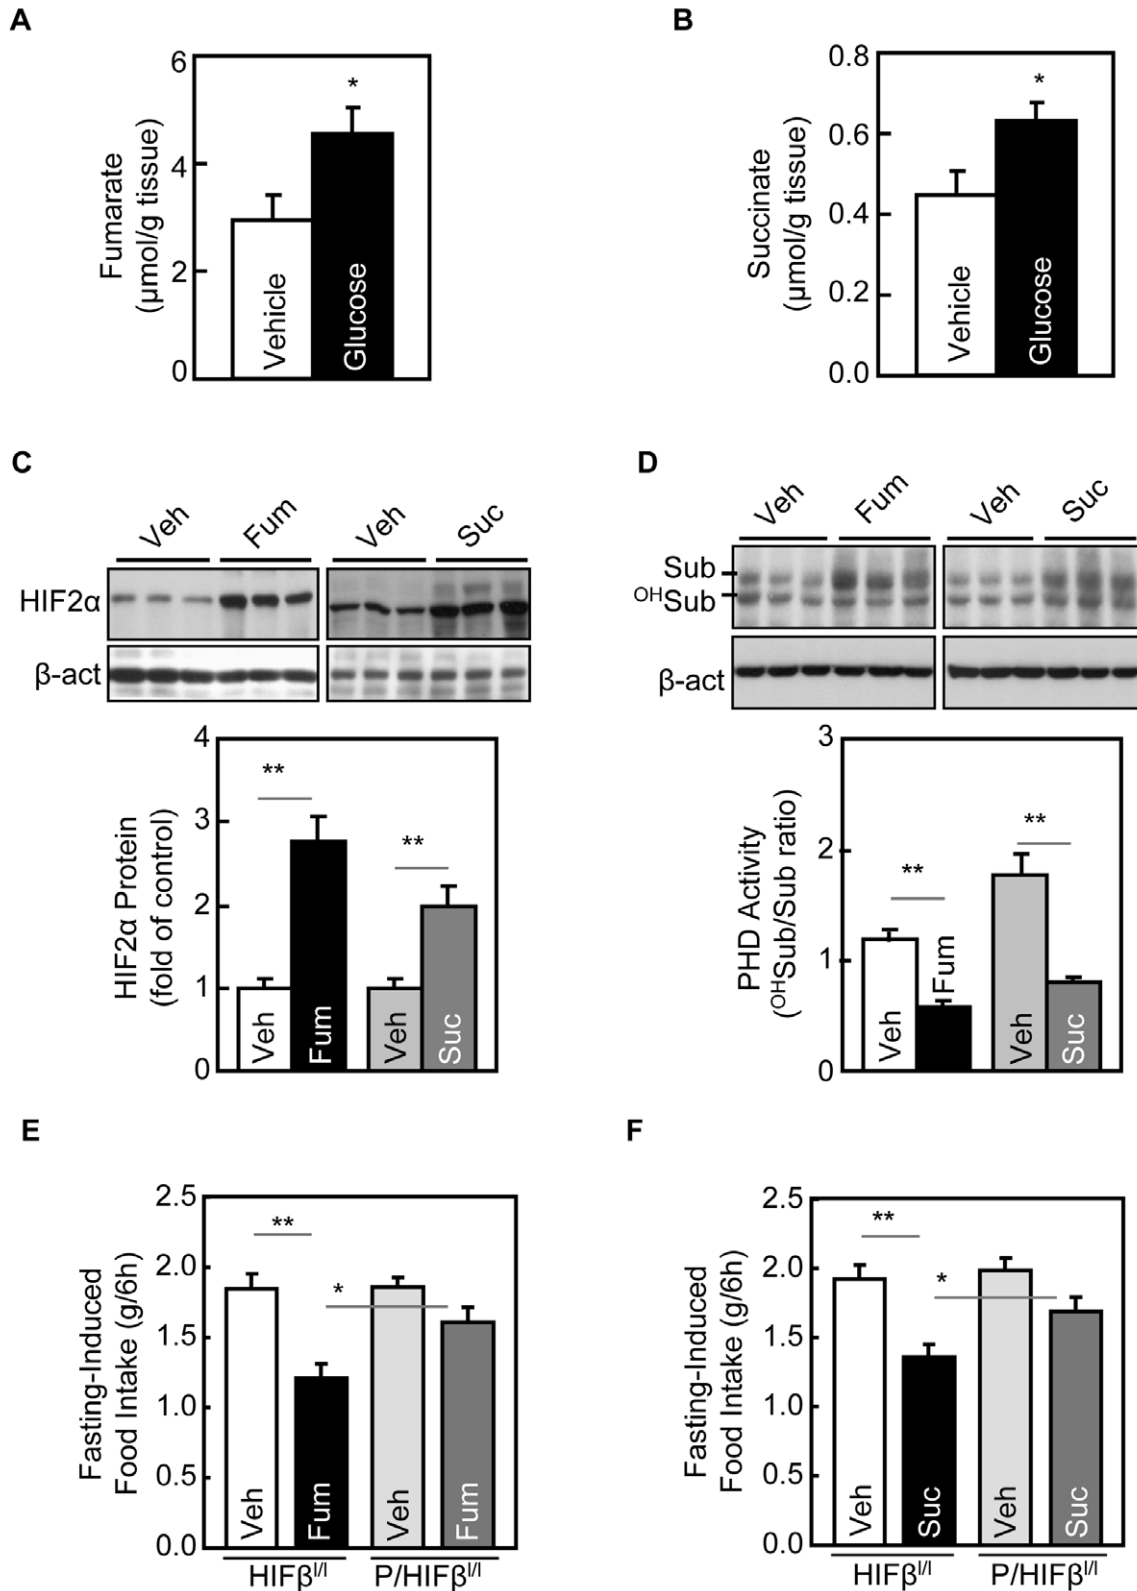 A
Fumarate
(μmol/g tissue)
6
4
2
0
*
Vehicle
Glucose
B
Succinate
(μmol/g tissue)
0.8
0.6
0.4
0.2
0.0
*
Vehicle
Glucose
C
Veh Fum Veh Suc
HIF2α
β-act
HIF2α Protein
(fold of control)
4
3
2
1
0
**
**
Veh
Fum
Veh
Suc
D
Veh Fum Veh Suc
Sub
OHSub
β-act
PHD Activity
(OHSub/Sub ratio)
3
2
1
0
**
**
Veh
Fum
Veh
Suc
E
Fasting-Induced
Food Intake (g/6h)
2.5
2.0
1.5
1.0
0.5
0.0
**
*
Veh
Fum
Veh
Fum
HIFβl/l P/HIFβl/l
F
Fasting-Induced
Food Intake (g/6h)
2.5
2.0
1.5
1.0
0.5
0.0
**
*
Veh
Suc
Veh
Suc
HIFβl/l P/HIFβl/l